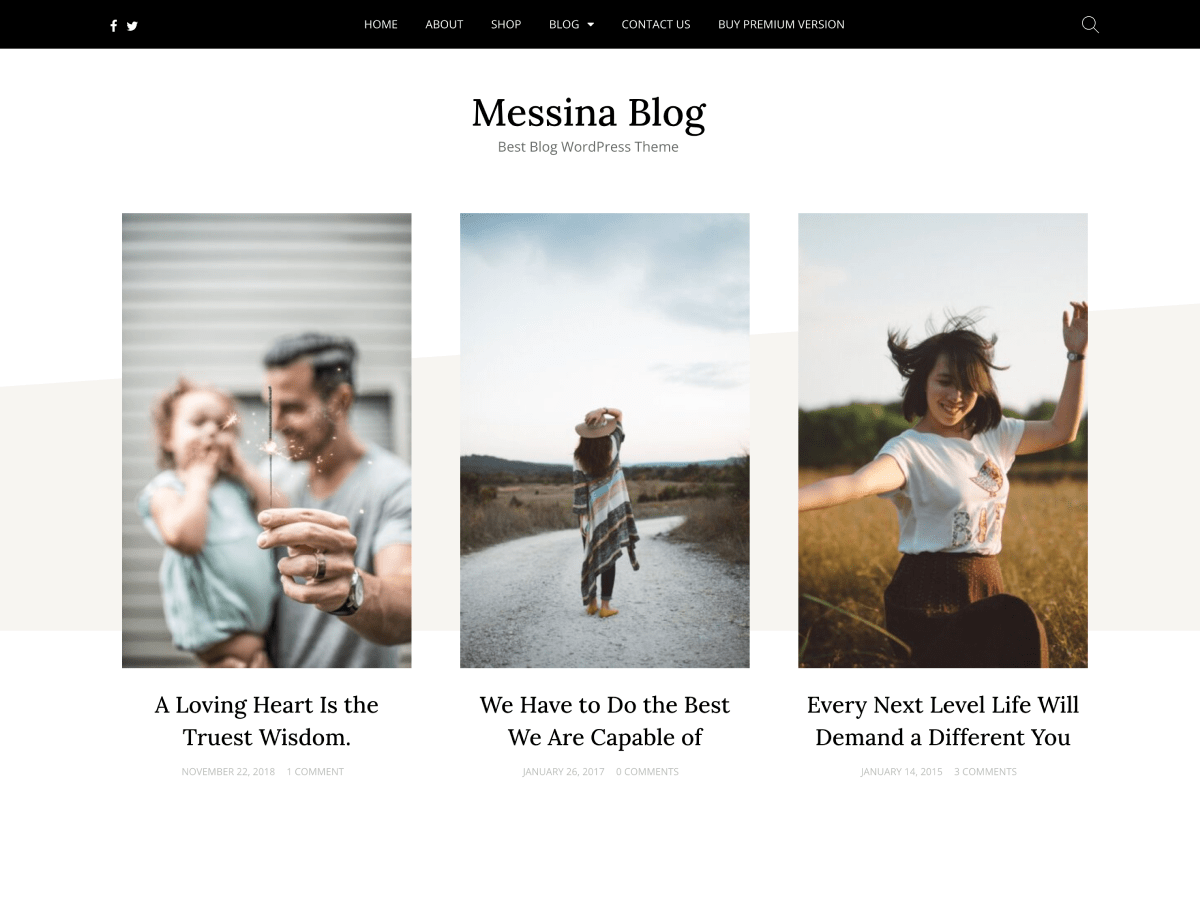 HOME ABOUT SHOP BLOG CONTACT US BUY PREMIUM VERSION
Messina Blog
Best Blog WordPress Theme
A Loving Heart Is the
Truest Wisdom.
NOVEMBER 22, 2018 1 COMMENT
We Have to Do the Best
We Are Capable of
JANUARY 26, 2017 0 COMMENTS
Every Next Level Life Will
Demand a Different You
JANUARY 14, 2015 3 COMMENTS